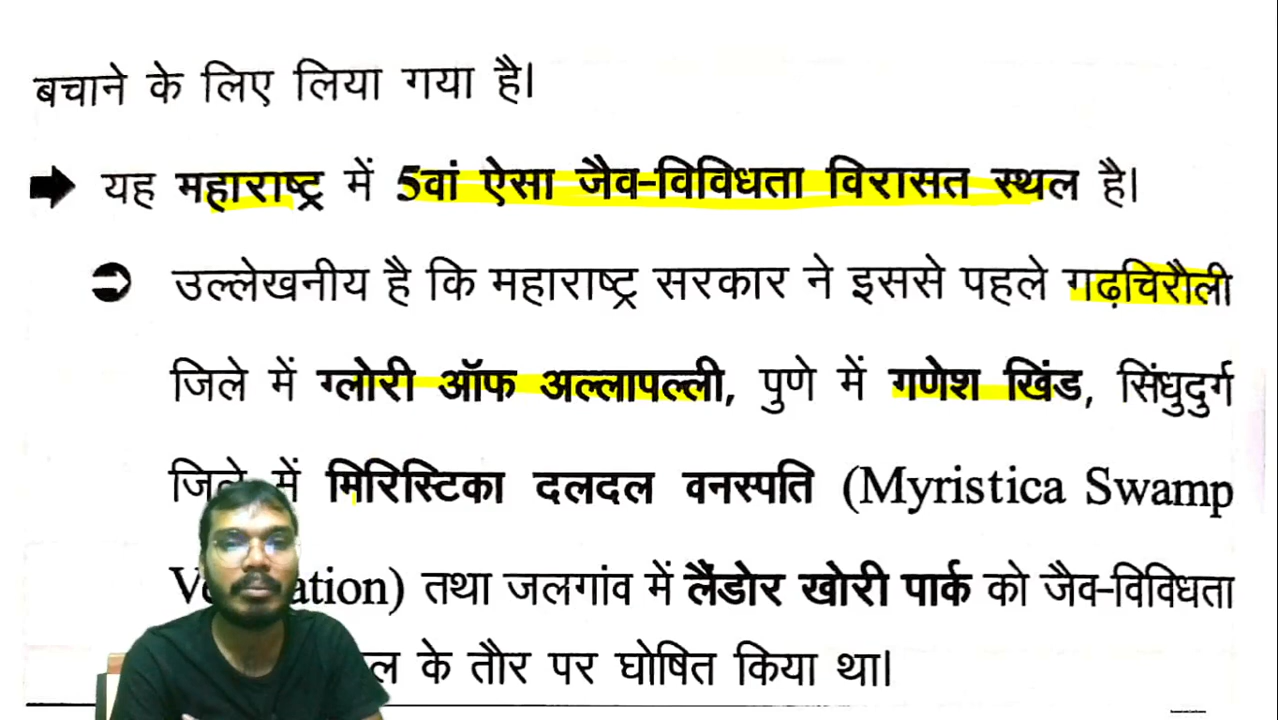 बचाने के लिए लिया गया है।
➡ यह महाराष्ट्र में 5वां ऐसा जैव-विविधता विरासत स्थल है।
उल्लेखनीय है कि महाराष्ट्र सरकार ने इससे पहले गढ़चिरौली
जिले में ग्लोरी ऑफ अल्लापल्ली, पुणे में गणेश खिंड, सिंधुदुर्ग
जिले में मिरिस्टिका दलदल वनस्पति (Myristica Swamp
तथा जलगांव में लैंडोर खोरी पार्क को जैव-विविधता
के तौर पर घोषित किया था।